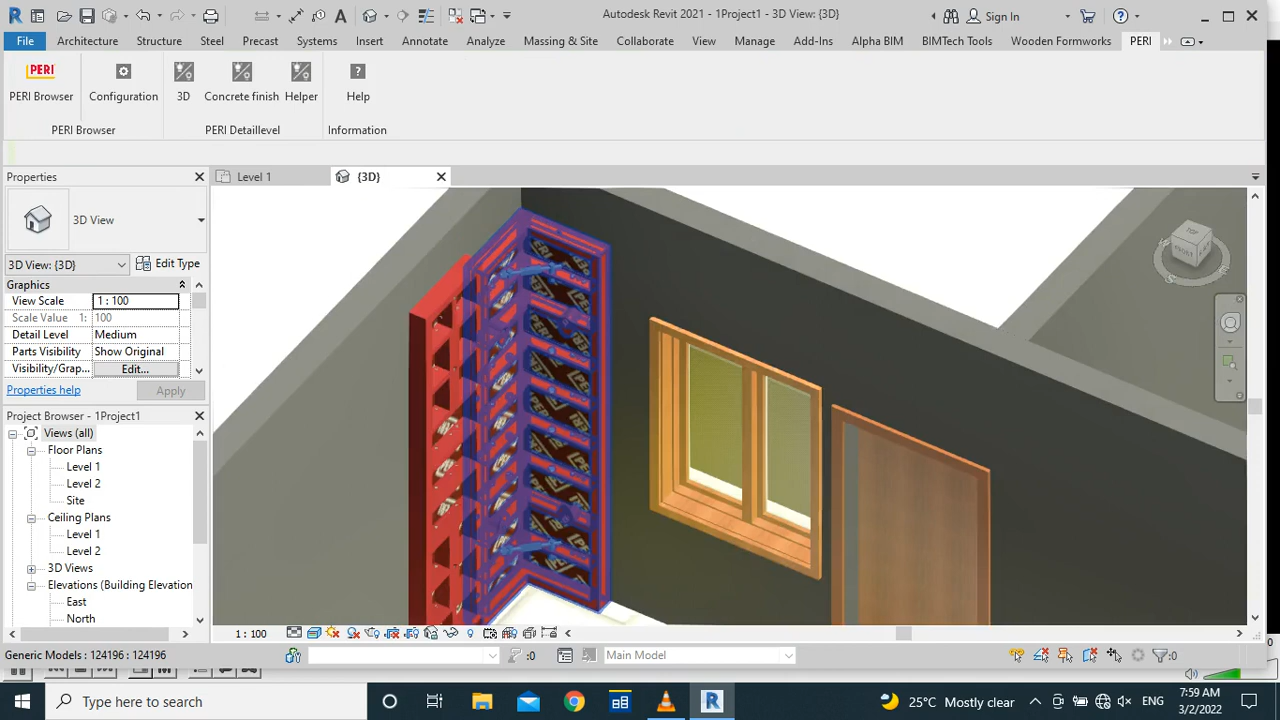 Autodesk Revit 2021 - 1Project1 - 3D View: {3D}
Sign In
File Architecture Structure Steel Precast Systems Insert Annotate Analyze Massing & Site Collaborate View Manage Add-Ins Alpha BIM BIMTech Tools Wooden Formworks PERI
PERI
PERI Browser Configuration 3D Concrete finish Helper Help
PERI Browser PERI Detaillevel Information
Properties
Level 1 {3D}
3D View
3D View: {3D} Edit Type
Graphics
View Scale 1 : 100
Scale Value 1: 100
Detail Level Medium
Parts Visibility Show Original
Visibility/Grap... Edit...
Properties help Apply
Project Browser - 1Project1
Views (all)
Floor Plans
Level 1
Level 2
Site
Ceiling Plans
Level 1
Level 2
3D Views
Elevations (Building Elevation
East
North
TOP
PERI
1 : 100
Generic Models : 124196 : 124196
:0
Main Model
:0
Type here to search
25°C Mostly clear
ENG
7:59 AM
3/2/2022